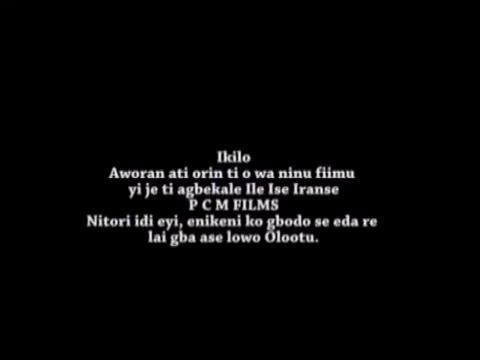 Ikilo
Aworan ati orin ti o wa ninu fiimu
yi je ti agbekale Ile Ise Iranse
P C M FILMS
Nitori idi eyi, enikeni ko gbodo se eda re
lai gba ase lowo Olootu.